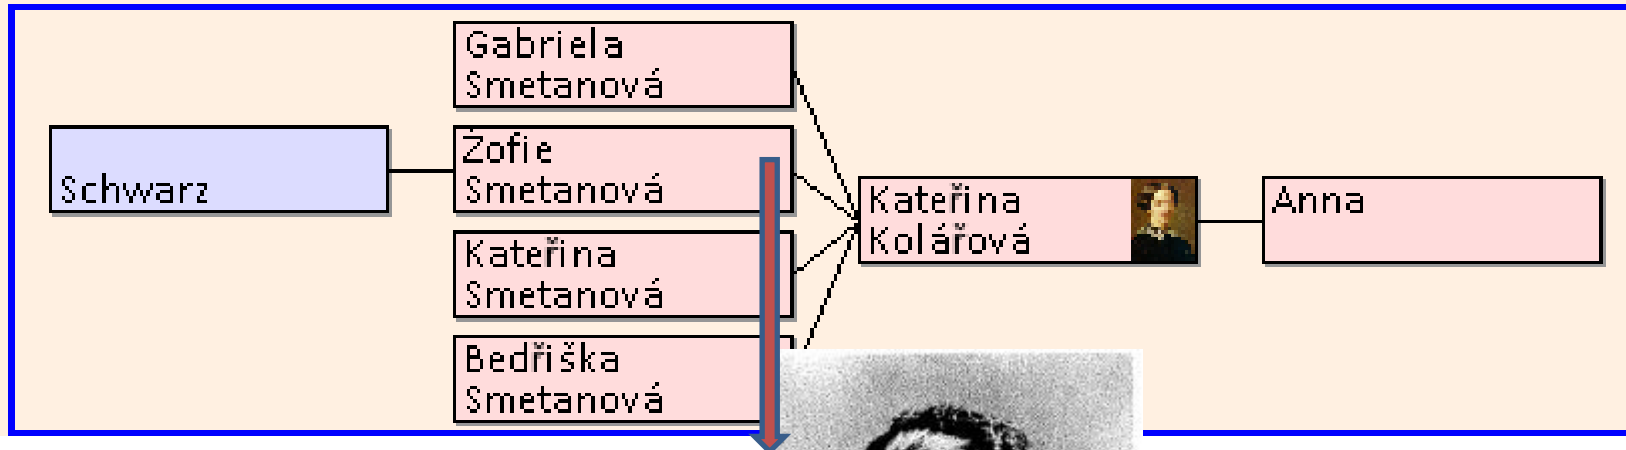 Gabriela
Smetanová
Schwarz
Žofie
Smetanová
Kateřina
Smetanová
Bedřiška
Smetanová
Kateřina
Kolářová
Anna